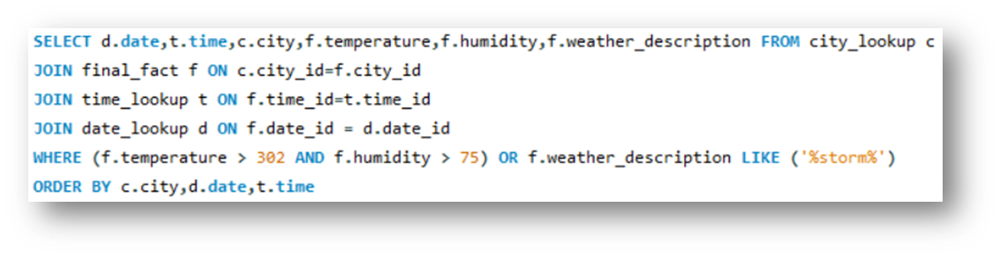 SELECT d.date,t.time,c.city,f.temperature,f.humidity,f.weather_description FROM city_lookup c
JOIN final_fact f ON c.city_id=f.city_id
JOIN time_lookup t ON f.time_id=t.time_id
JOIN date_lookup d ON f.date_id = d.date_id
WHERE (f.temperature > 302 AND f.humidity > 75) OR f.weather_description LIKE ('%storm%')
ORDER BY c.city,d.date,t.time